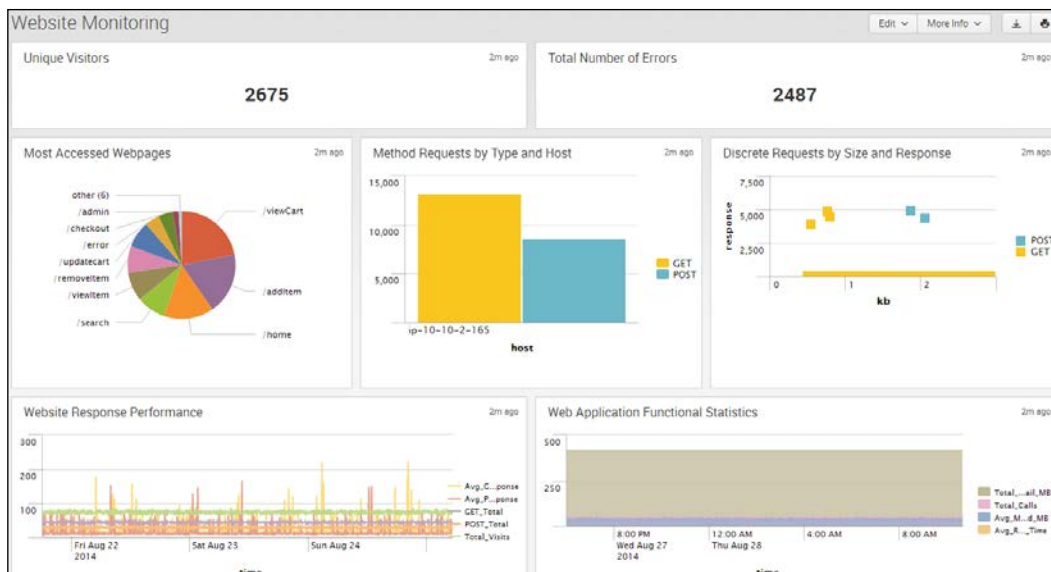 Website Monitoring
Edit
More Info
Unique Visitors
2m ago
2675
Total Number of Errors
2m ago
2487
Most Accessed Webpages
2m ago
other (6)
/admin
/checkout
/error
/updatecart
/removeItem
/viewItem
/search
/viewCart
/addItem
/home
Method Requests by Type and Host
2m ago
15,000
10,000
5,000
GET
POST
ip-10-10-2-165
host
Discrete Requests by Size and Response
2m ago
7,500
5,000
2,500
response
POST
GET
0
1
2
kb
Website Response Performance
2m ago
300
200
100
Avg_G...ponse
Avg_P...ponse
GET_Total
POST_Total
Total_Visits
Fri Aug 22
2014
Sat Aug 23
Sun Aug 24
time
Web Application Functional Statistics
2m ago
500
250
Total_...ail_MB
Total_Calls
Avg_M...d_MB
Avg_R..._Time
8:00 PM
Wed Aug 27
2014
12:00 AM
Thu Aug 28
4:00 AM
8:00 AM
time